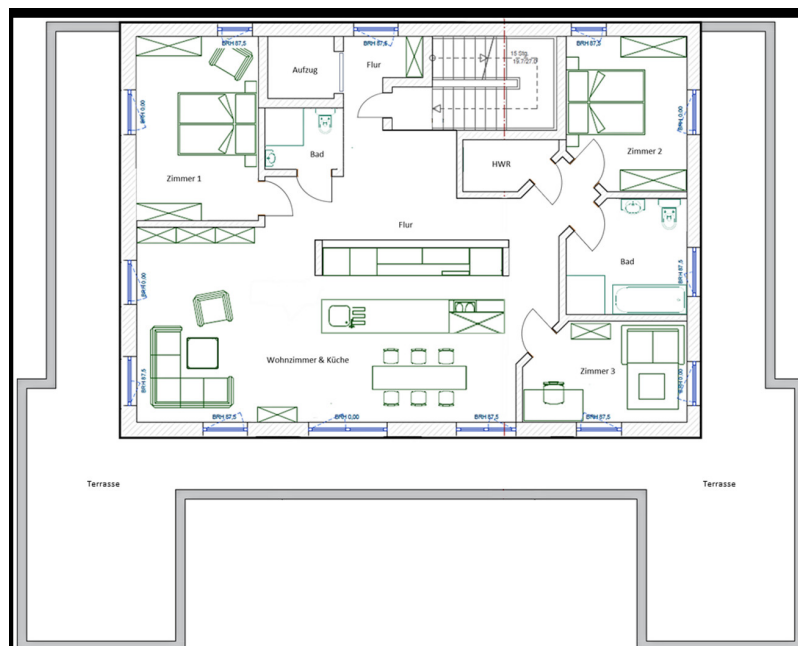 BRH 87,5
BRH 87,5
BRH 87,5
Aufzug
Flur
15 Stg.
19.7/27.0
BRH 0,00
BRH 0,00
Bad
HWR
Zimmer 1
Zimmer 2
Flur
Bad
BRH 0,00
BRH 87,5
Wohnzimmer & Küche
Zimmer 3
BRH 87,5
BRH 0,00
BRH 87,5
BRH 0,00
BRH 87,5
BRH 87,5
Terrasse
Terrasse